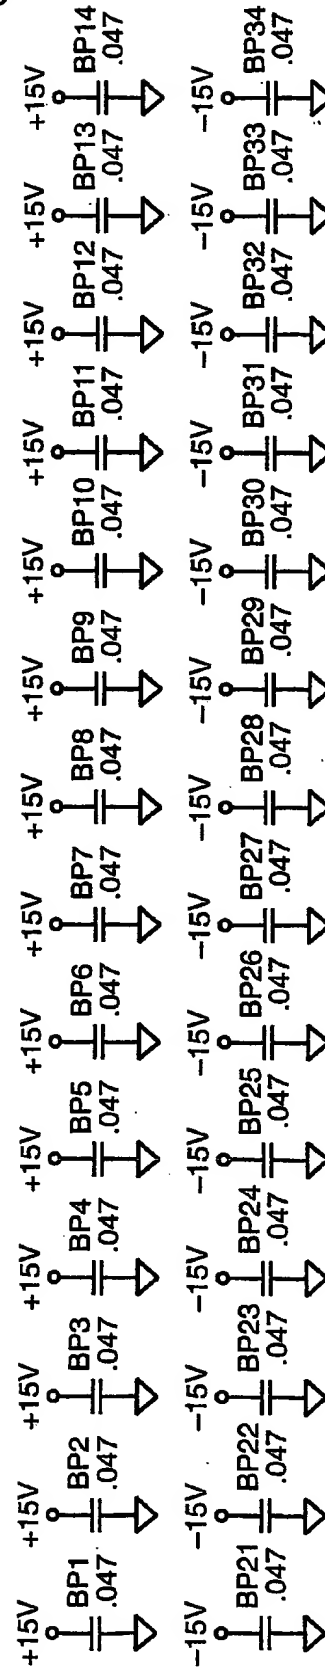 +15V +15V +15V +15V +15V +15V +15V +15V +15V +15V +15V +15V +15V +15V
BP1 BP2 BP3 BP4 BP5 BP6 BP7 BP8 BP9 BP10 BP11 BP12 BP13 BP14
.047 .047 .047 .047 .047 .047 .047 .047 .047 .047 .047 .047 .047 .047
−15V −15V −15V −15V −15V −15V −15V −15V −15V −15V −15V −15V −15V −15V
BP21 BP22 BP23 BP24 BP25 BP26 BP27 BP28 BP29 BP30 BP31 BP32 BP33 BP34
.047 .047 .047 .047 .047 .047 .047 .047 .047 .047 .047 .047 .047 .047